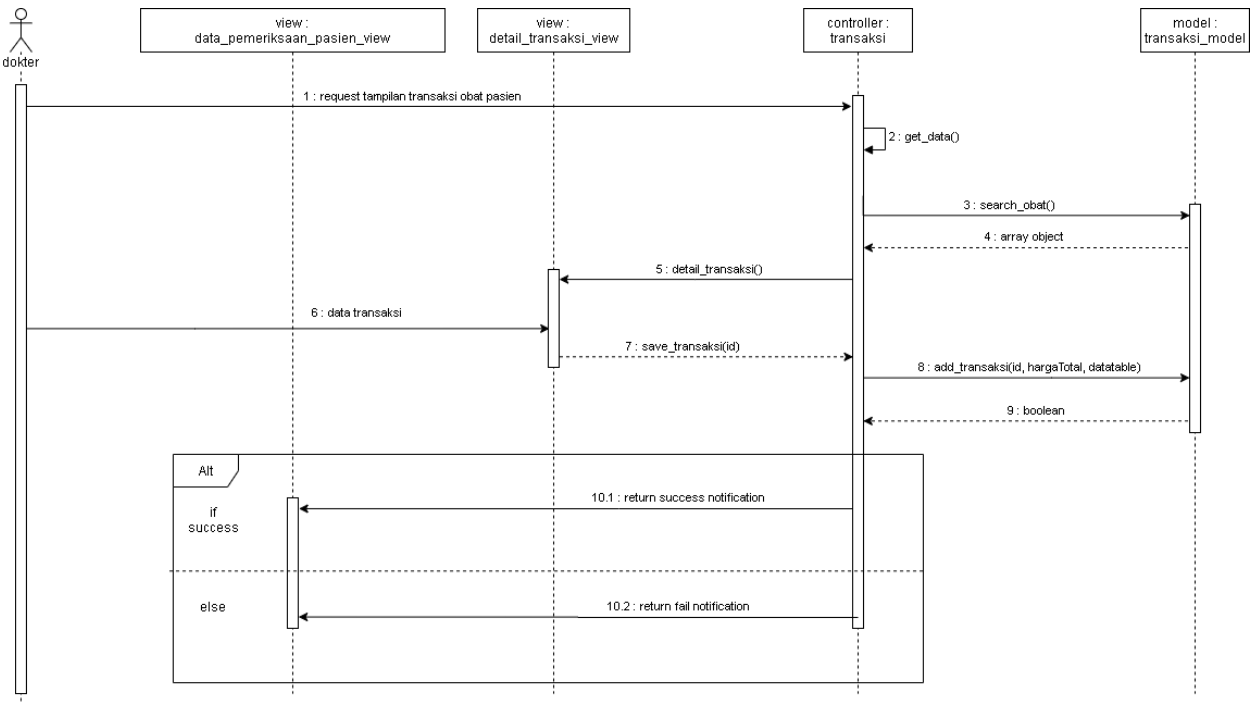 dokter
view :
data_pemeriksaan_pasien_view
view :
detail_transaksi_view
controller :
transaksi
model :
transaksi_model
1 : request tampilan transaksi obat pasien
2 : get_data()
3 : search_obat()
4 : array object
5 : detail_transaksi()
6 : data transaksi
7 : save_transaksi(id)
8 : add_transaksi(id, hargaTotal, datatable)
9 : boolean
Alt
if
success
10.1 : return success notification
else
10.2 : return fail notification